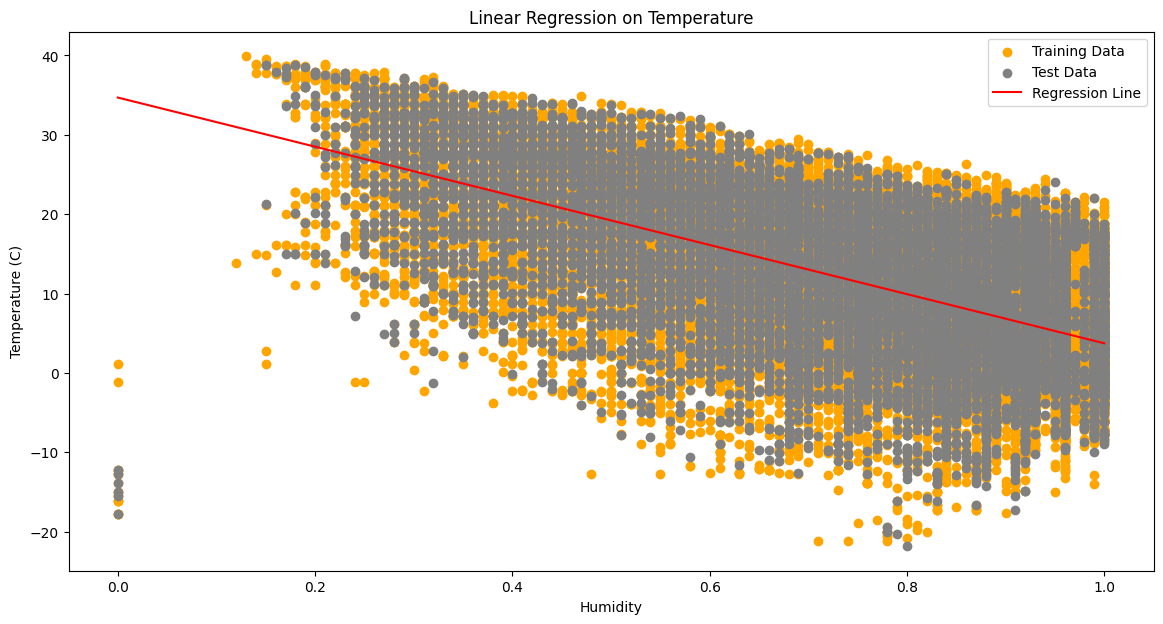 Linear Regression on Temperature
Training Data
Test Data
Regression Line
40
30
20
10
0
−10
−20
Temperature (C)
0.0
0.2
0.4
0.6
0.8
1.0
Humidity